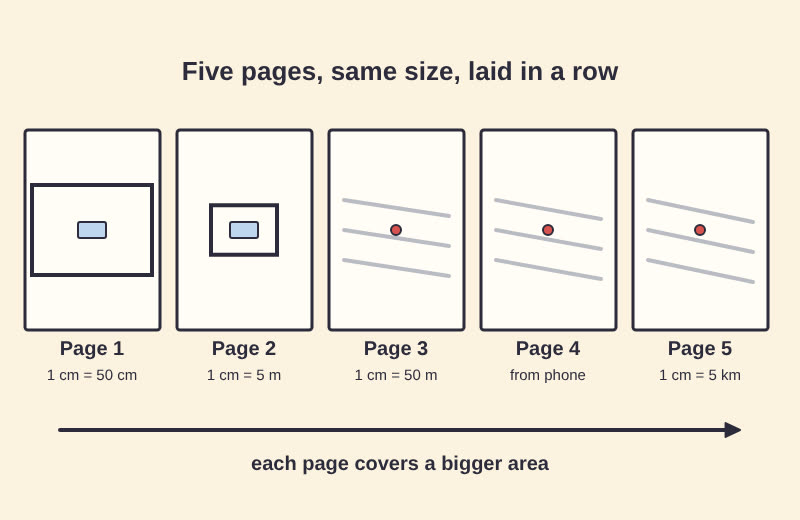 Five pages, same size, laid in a row
Page 1
Page 2
Page 3
Page 4
Page 5
1 cm = 50 cm
1 cm = 5 m
1 cm = 50 m
from phone
1 cm = 5 km
each page covers a bigger area